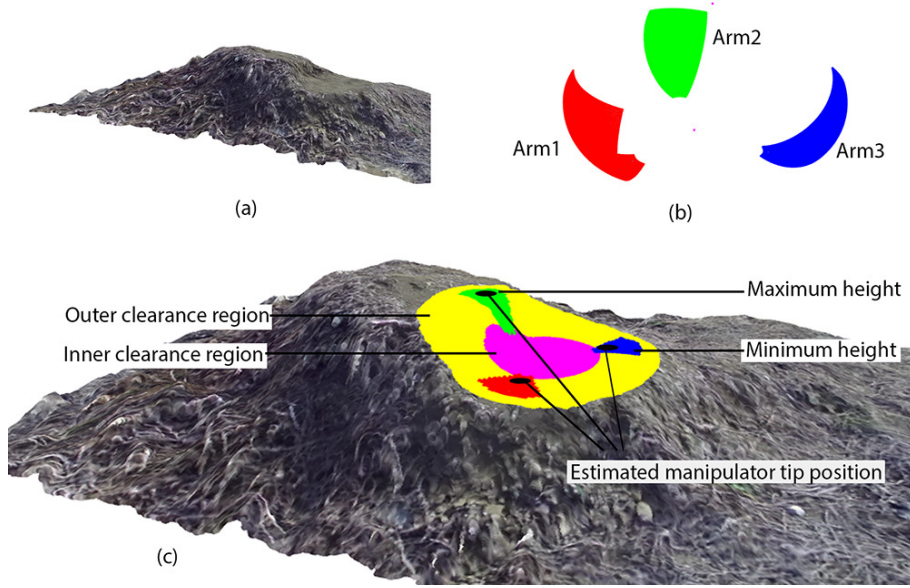 Arm2
Arm1
Arm3
(a)
(b)
Maximum height
Outer clearance region
Inner clearance region
Minimum height
Estimated manipulator tip position
(c)